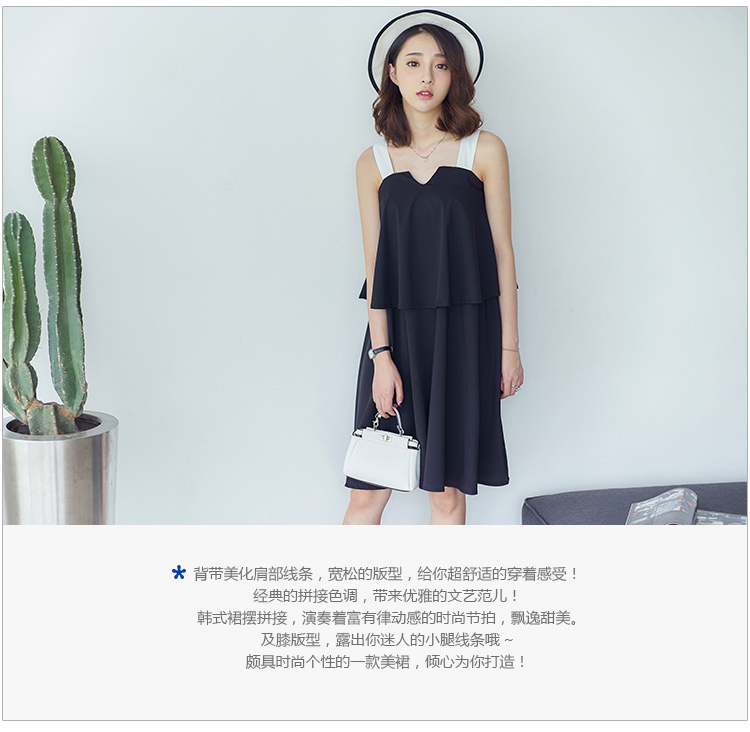 * 背带美化肩部线条，宽松的版型，给你超舒适的穿着感受！
经典的拼接色调，带来优雅的文艺范儿！
韩式裙摆拼接，演奏着富有律动感的时尚节拍，飘逸甜美。
及膝版型，露出你迷人的小腿线条哦～
颇具时尚个性的一款美裙，倾心为你打造！